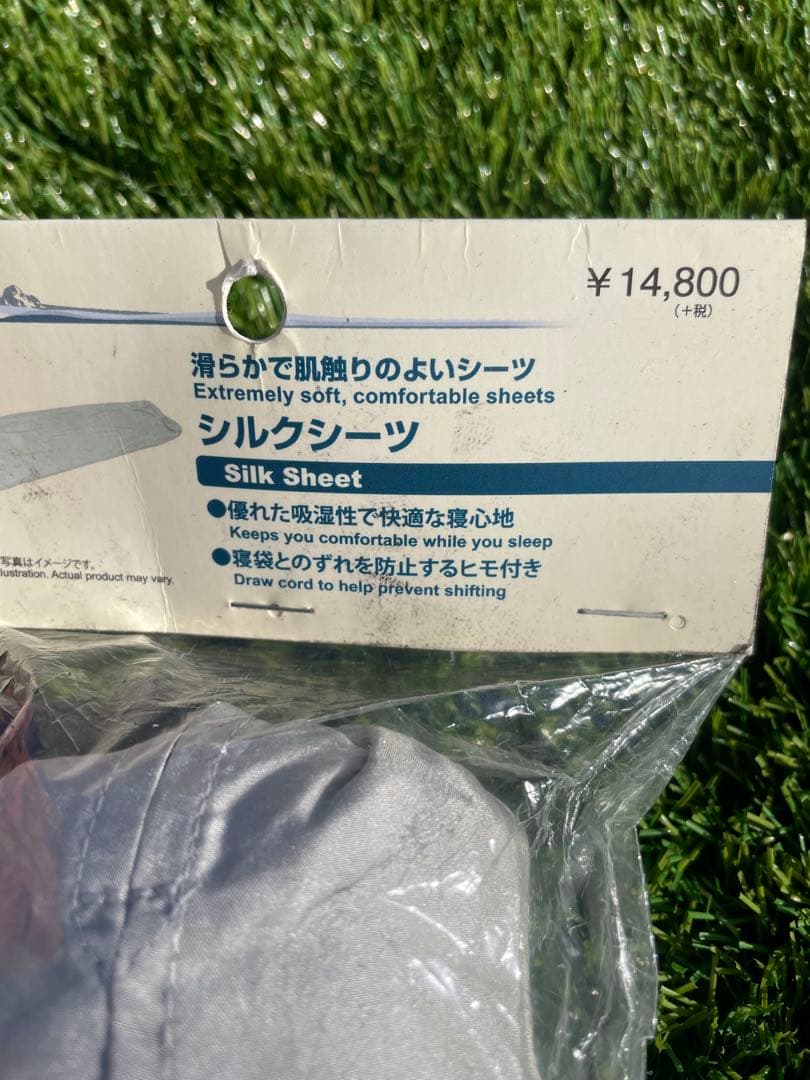 ¥14,800
(+税)
滑らかで肌触りのよいシーツ
Extremely soft, comfortable sheets
シルクシーツ
Silk Sheet
●優れた吸湿性で快適な寝心地
Keeps you comfortable while you sleep
●寝袋とのずれを防止するヒモ付き
Draw cord to help prevent shifting
写真はイメージです。
lustration. Actual product may vary.